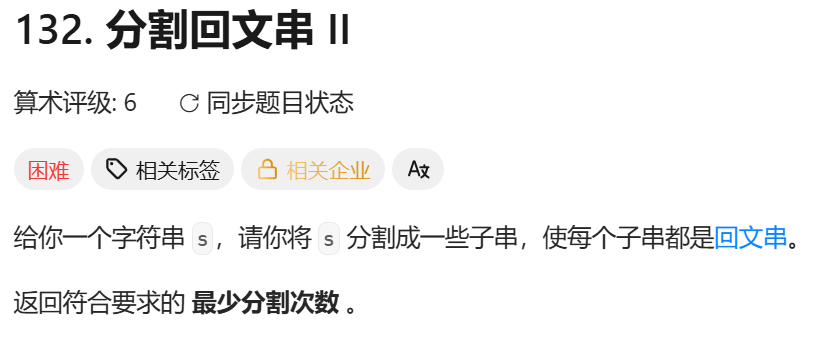 132. 分割回文串 II
算术评级: 6 同步题目状态
困难 相关标签 相关企业 A文
给你一个字符串 s，请你将 s 分割成一些子串，使每个子串都是回文串。
返回符合要求的 最少分割次数 。